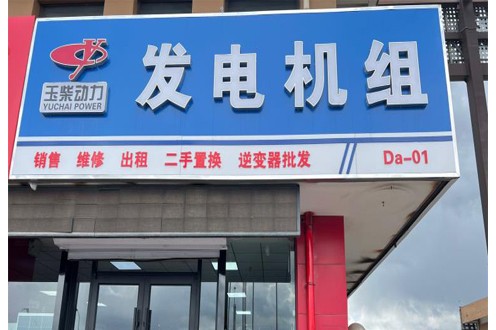 玉柴动力
YUCHAI POWER
发电机组
销售 维修 出租 二手置换 逆变器批发 Da-01